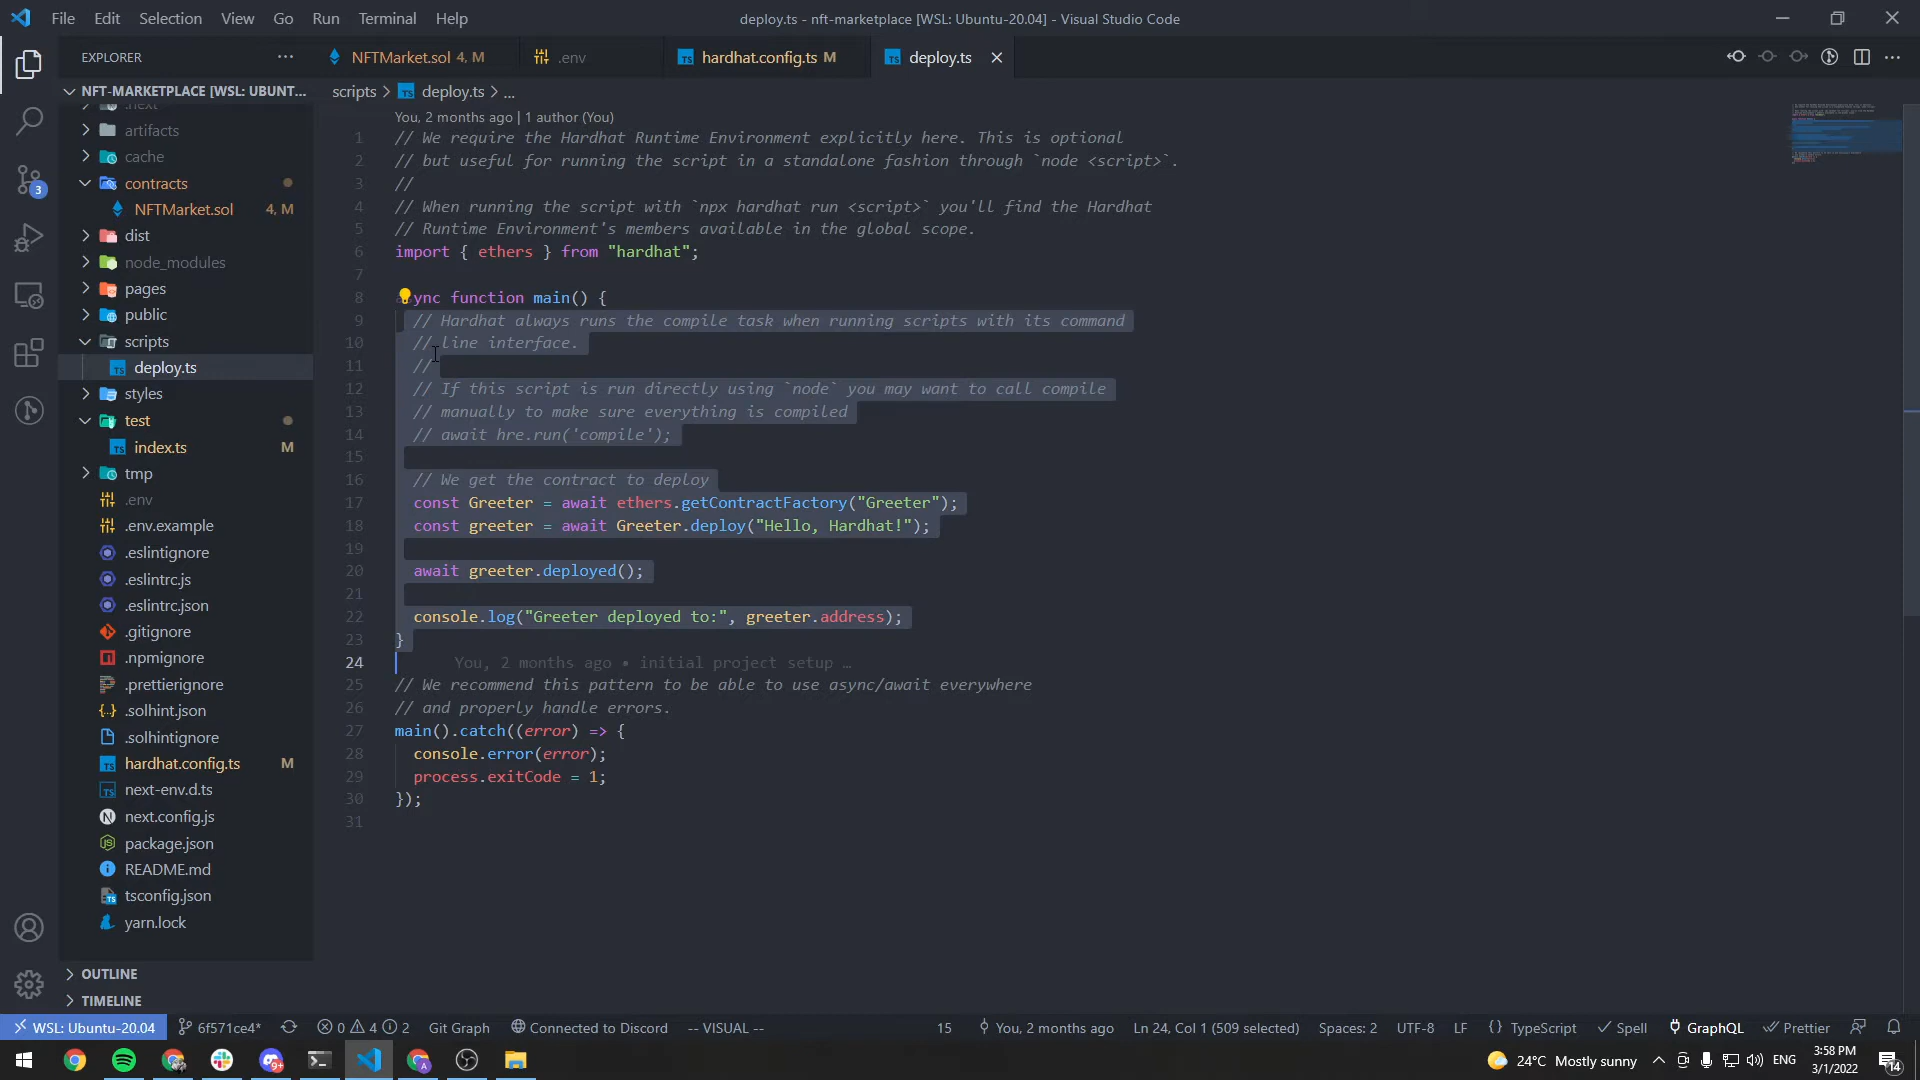 File Edit Selection View Go Run Terminal Help
deploy.ts - nft-marketplace [WSL: Ubuntu-20.04] - Visual Studio Code
EXPLORER
NFTMarket.sol 4, M
.env
hardhat.config.ts M
deploy.ts
NFT-MARKETPLACE [WSL: UBUNT...
scripts > deploy.ts > ...
.next
artifacts
cache
contracts
NFTMarket.sol 4, M
dist
node_modules
pages
public
scripts
deploy.ts
styles
test
index.ts M
tmp
.env
.env.example
.eslintignore
.eslintrc.js
.eslintrc.json
.gitignore
.npmignore
.prettierignore
.solhint.json
.solhintignore
hardhat.config.ts M
next-env.d.ts
next.config.js
package.json
README.md
tsconfig.json
yarn.lock
OUTLINE
TIMELINE
3
You, 2 months ago | 1 author (You)
1 // We require the Hardhat Runtime Environment explicitly here. This is optional
2 // but useful for running the script in a standalone fashion through `node <script>`.
3 //
4 // When running the script with `npx hardhat run <script>` you'll find the Hardhat
5 // Runtime Environment's members available in the global scope.
6 import { ethers } from "hardhat";
7
8 ync function main() {
9 // Hardhat always runs the compile task when running scripts with its command
10 // line interface.
11 //
12 // If this script is run directly using `node` you may want to call compile
13 // manually to make sure everything is compiled
14 // await hre.run('compile');
15
16 // We get the contract to deploy
17 const Greeter = await ethers.getContractFactory("Greeter");
18 const greeter = await Greeter.deploy("Hello, Hardhat!");
19
20 await greeter.deployed();
21
22 console.log("Greeter deployed to:", greeter.address);
23 }
24 You, 2 months ago • initial project setup …
25 // We recommend this pattern to be able to use async/await everywhere
26 // and properly handle errors.
27 main().catch((error) => {
28 console.error(error);
29 process.exitCode = 1;
30 });
31
WSL: Ubuntu-20.04 6f571ce4* 0 4 2 Git Graph Connected to Discord -- VISUAL -- 15 You, 2 months ago Ln 24, Col 1 (509 selected) Spaces: 2 UTF-8 LF {} TypeScript Spell GraphQL Prettier
9+
24°C Mostly sunny ENG 3:58 PM
3/1/2022
14